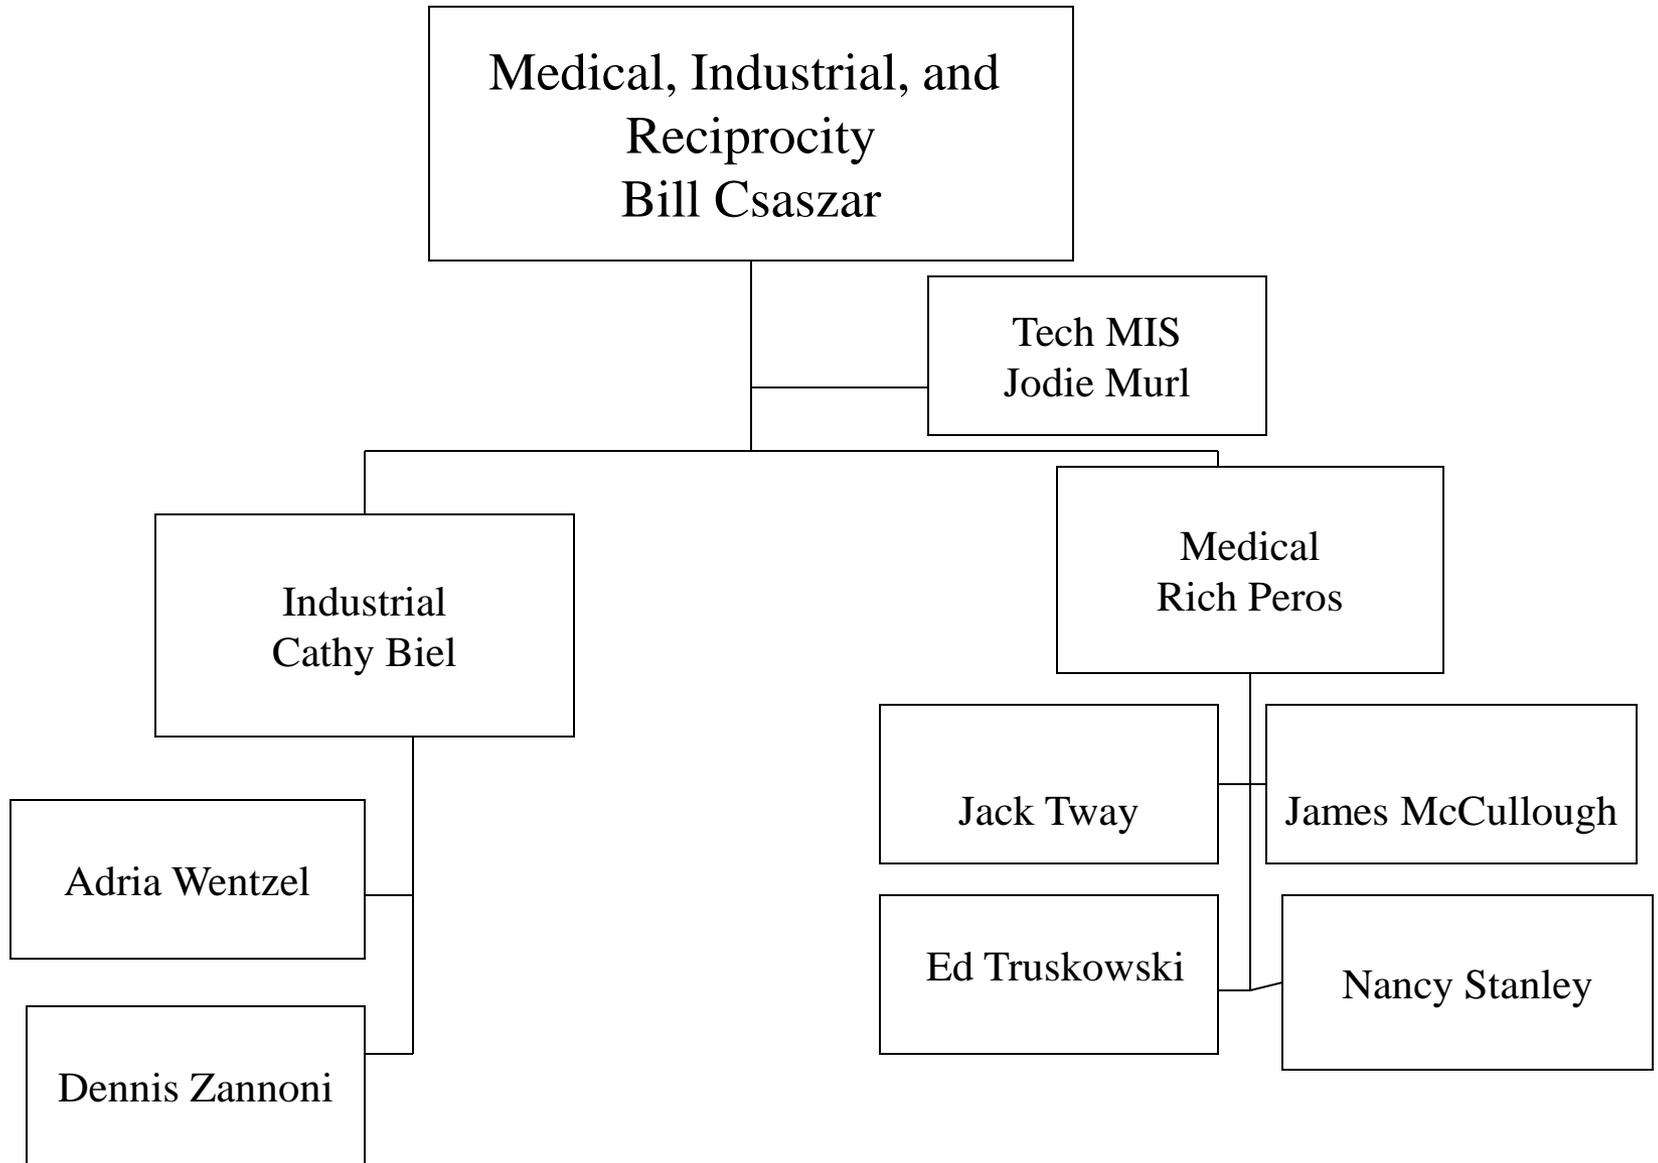 Medical, Industrial, and
Reciprocity
Bill Csaszar
Tech MIS
Jodie Murl
Industrial
Cathy Biel
Medical
Rich Peros
Adria Wentzel
Dennis Zannoni
Jack Tway
James McCullough
Ed Truskowski
Nancy Stanley